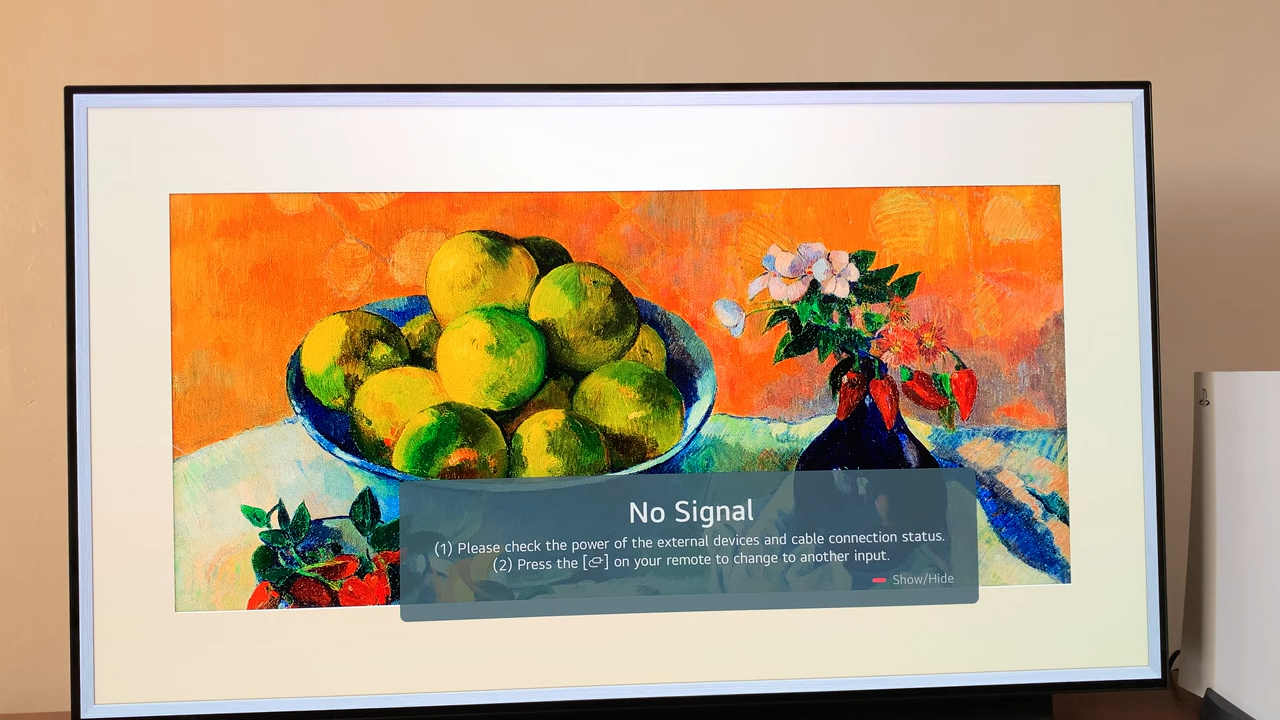 No Signal
(1) Please check the power of the external devices and cable connection status.
(2) Press the [⮐] on your remote to change to another input.
Show/Hide